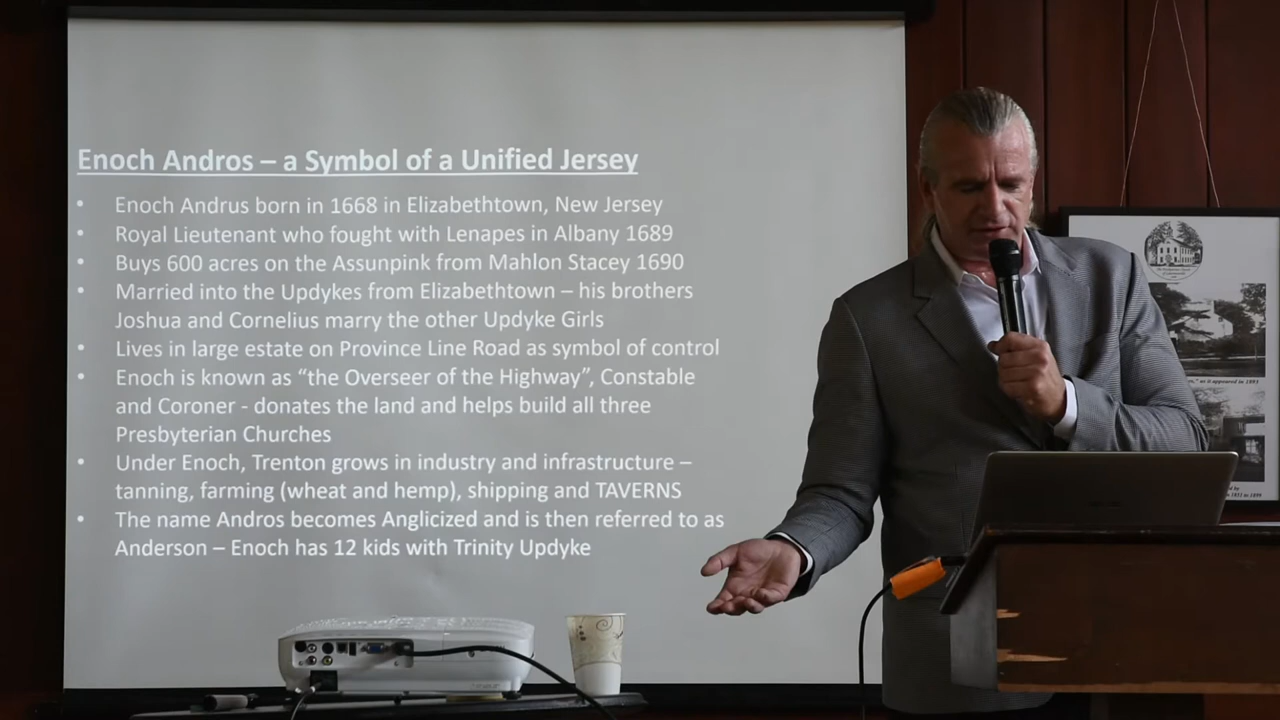 Enoch Andros – a Symbol of a Unified Jersey
• Enoch Andrus born in 1668 in Elizabethtown, New Jersey
• Royal Lieutenant who fought with Lenapes in Albany 1689
• Buys 600 acres on the Assunpink from Mahlon Stacey 1690
• Married into the Updykes from Elizabethtown – his brothers
Joshua and Cornelius marry the other Updyke Girls
• Lives in large estate on Province Line Road as symbol of control
• Enoch is known as “the Overseer of the Highway”, Constable
and Coroner - donates the land and helps build all three
Presbyterian Churches
• Under Enoch, Trenton grows in industry and infrastructure –
tanning, farming (wheat and hemp), shipping and TAVERNS
• The name Andros becomes Anglicized and is then referred to as
Anderson – Enoch has 12 kids with Trinity Updyke
as it appeared in 1893